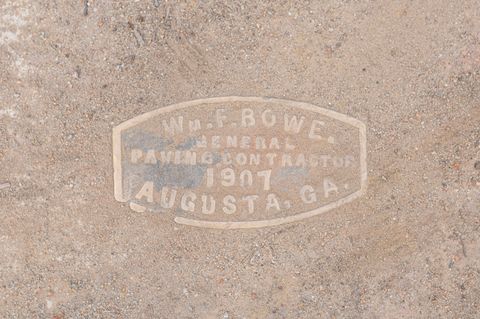 WM. F. BOWE.
GENERAL
PAVING CONTRACTOR
1907
AUGUSTA, GA.